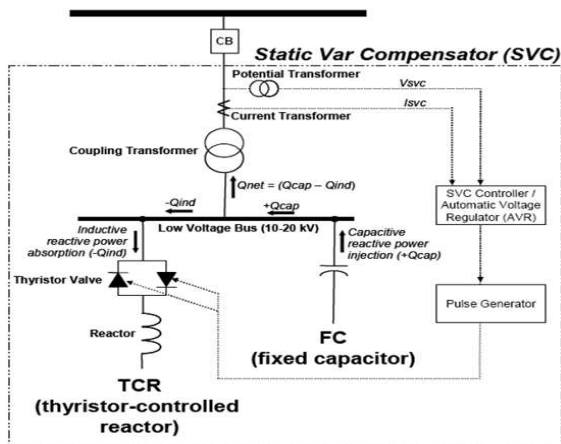 CB
Static Var Compensator (SVC)
Potential Transformer
Vsvc
Isvc
Current Transformer
Coupling Transformer
Qnet = (Qcap – Qind)
SVC Controller /
Automatic Voltage
Regulator (AVR)
-Qind
+Qcap
Low Voltage Bus (10-20 kV)
Inductive
reactive power
absorption (-Qind)
Capacitive
reactive power
injection (+Qcap)
Thyristor Valve
Pulse Generator
Reactor
FC
(fixed capacitor)
TCR
(thyristor-controlled
reactor)